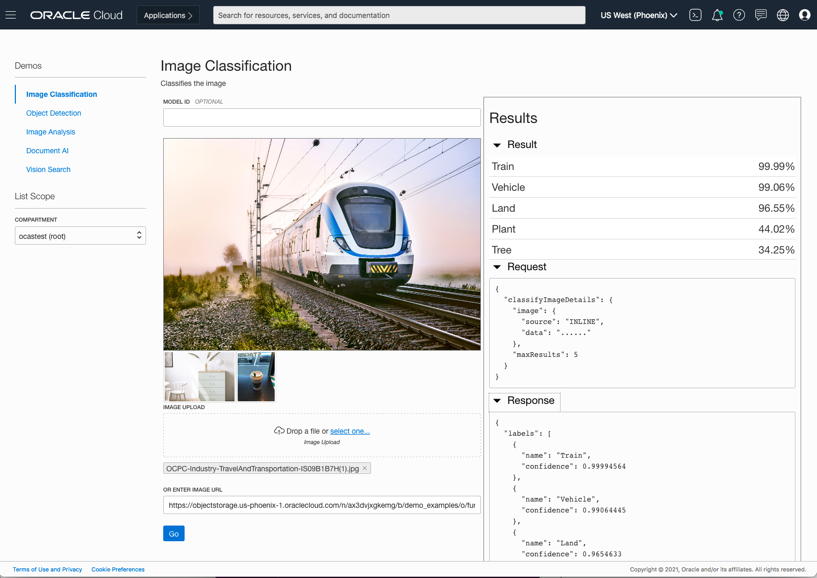 ORACLE Cloud
Applications
Search for resources, services, and documentation
US West (Phoenix)
Demos
Image Classification
Object Detection
Image Analysis
Document AI
Vision Search
List Scope
COMPARTMENT
ocastest (root)
Image Classification
Classifies the image
MODEL ID OPTIONAL
IMAGE UPLOAD
Drop a file or select one...
Image Upload
OCPC-Industry-TravelAndTransportation-IS09B1B7H(1).jpg ×
OR ENTER IMAGE URL
https://objectstorage.us-phoenix-1.oraclecloud.com/n/ax3dvjxgkemg/b/demo_examples/o/fur
Go
Results
Result
Train 99.99%
Vehicle 99.06%
Land 96.55%
Plant 44.02%
Tree 34.25%
Request
{
"classifyImageDetails": {
"image": {
"source": "INLINE",
"data": "......"
},
"maxResults": 5
}
}
Response
{
"labels": [
{
"name": "Train",
"confidence": 0.99994564
},
{
"name": "Vehicle",
"confidence": 0.99064445
},
{
"name": "Land",
"confidence": 0.9654633
Terms of Use and Privacy Cookie Preferences
Copyright © 2021, Oracle and/or its affiliates. All rights reserved.